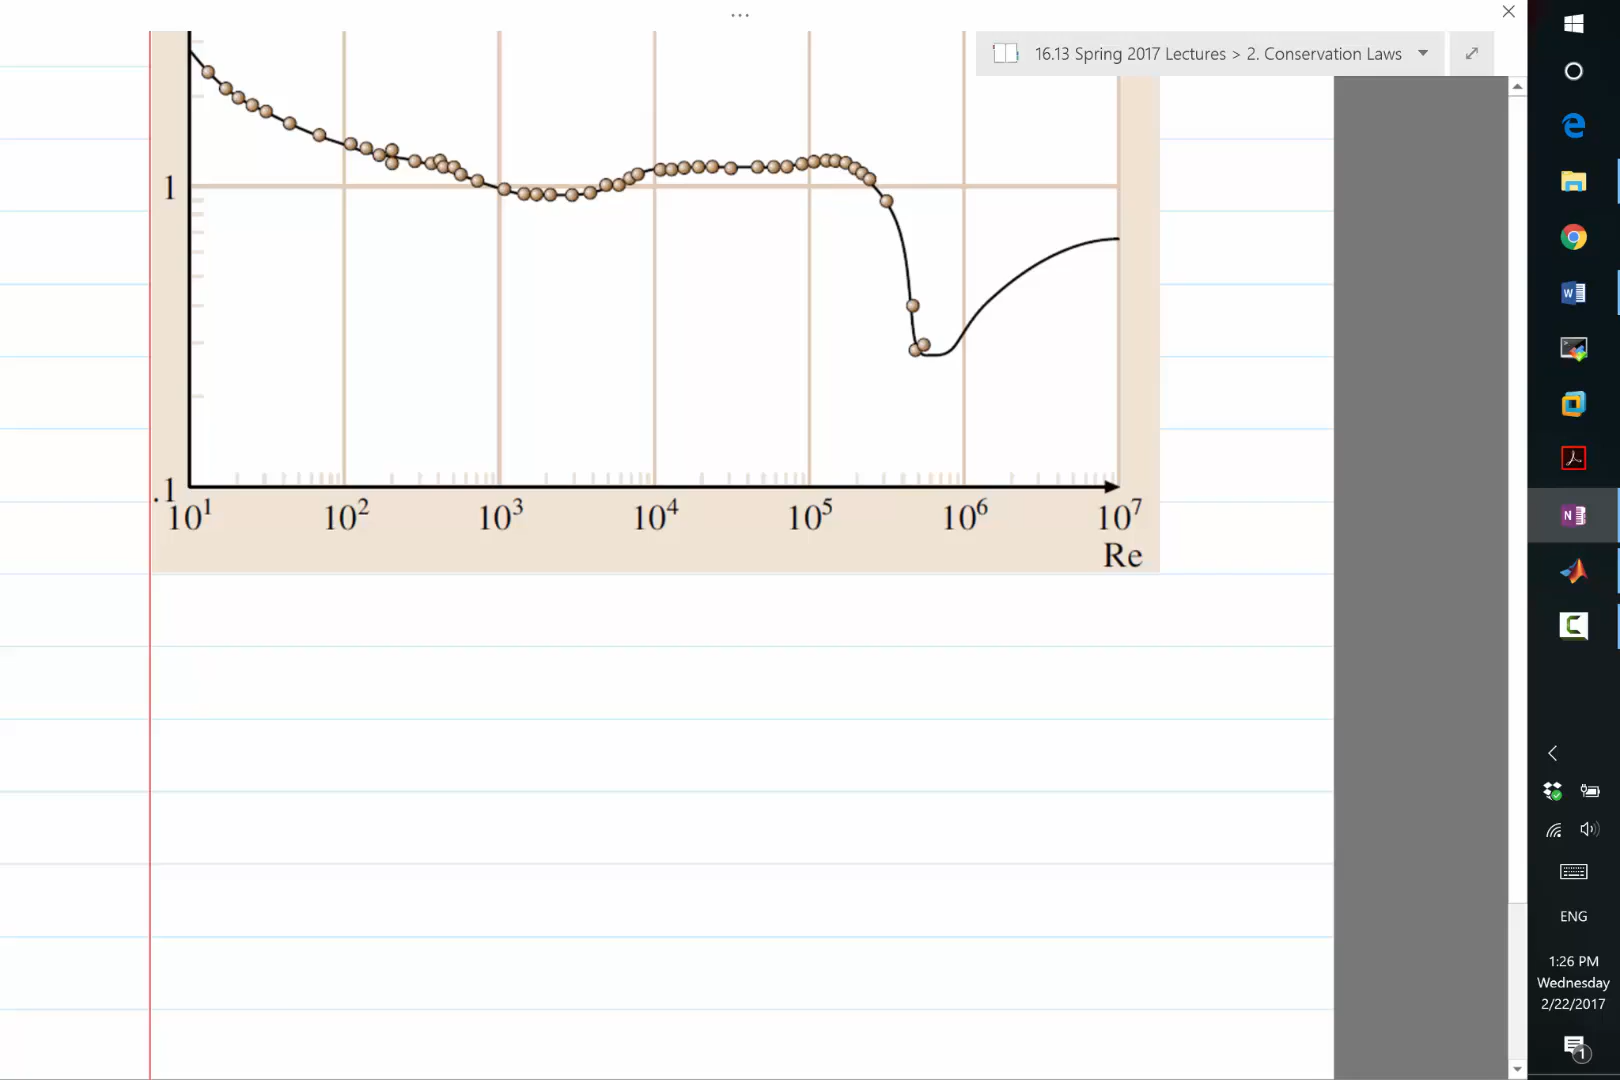 ...
16.13 Spring 2017 Lectures > 2. Conservation Laws
1
.1
10¹ 10² 10³ 10⁴ 10⁵ 10⁶ 10⁷
Re
W
N
ENG
1:26 PM
Wednesday
2/22/2017
1